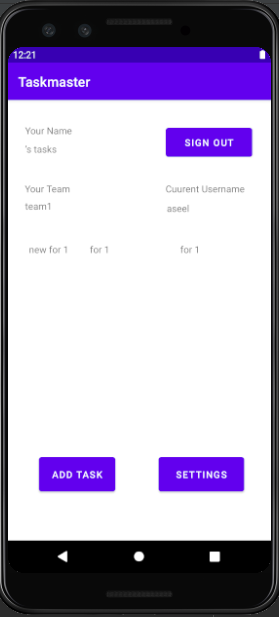 12:21
Taskmaster
Your Name
's tasks
SIGN OUT
Your Team
team1
Cuurent Username
aseel
new for 1 for 1 for 1
ADD TASK SETTINGS